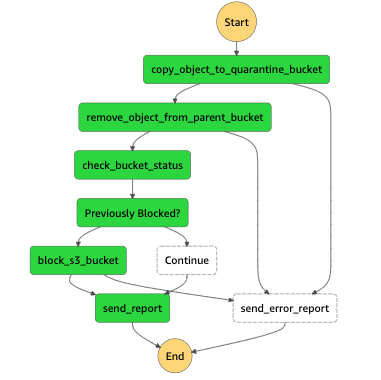 Start
copy_object_to_quarantine_bucket
remove_object_from_parent_bucket
check_bucket_status
Previously Blocked?
block_s3_bucket
Continue
send_report
send_error_report
End